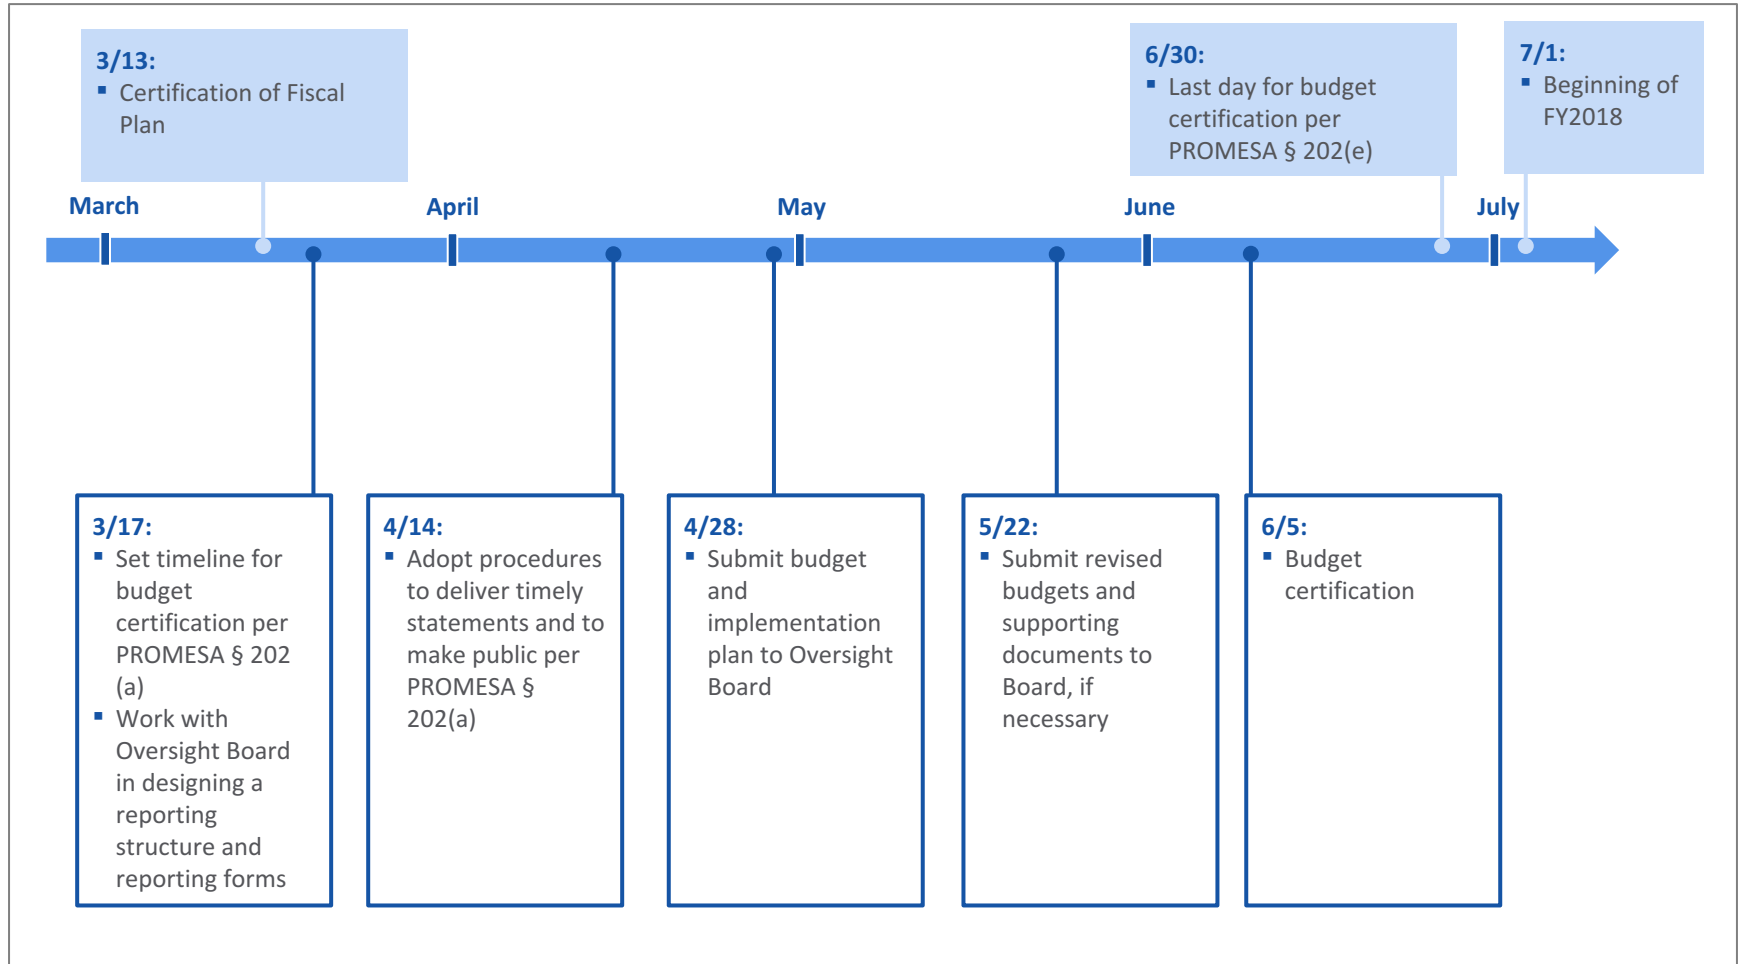 3/13:
▪ Certification of Fiscal
Plan
6/30:
▪ Last day for budget
certification per
PROMESA § 202(e)
7/1:
▪ Beginning of
FY2018
March
April
May
June
July
3/17:
▪ Set timeline for
budget
certification per
PROMESA § 202
(a)
▪ Work with
Oversight Board
in designing a
reporting
structure and
reporting forms
4/14:
▪ Adopt procedures
to deliver timely
statements and to
make public per
PROMESA §
202(a)
4/28:
▪ Submit budget
and
implementation
plan to Oversight
Board
5/22:
▪ Submit revised
budgets and
supporting
documents to
Board, if
necessary
6/5:
▪ Budget
certification